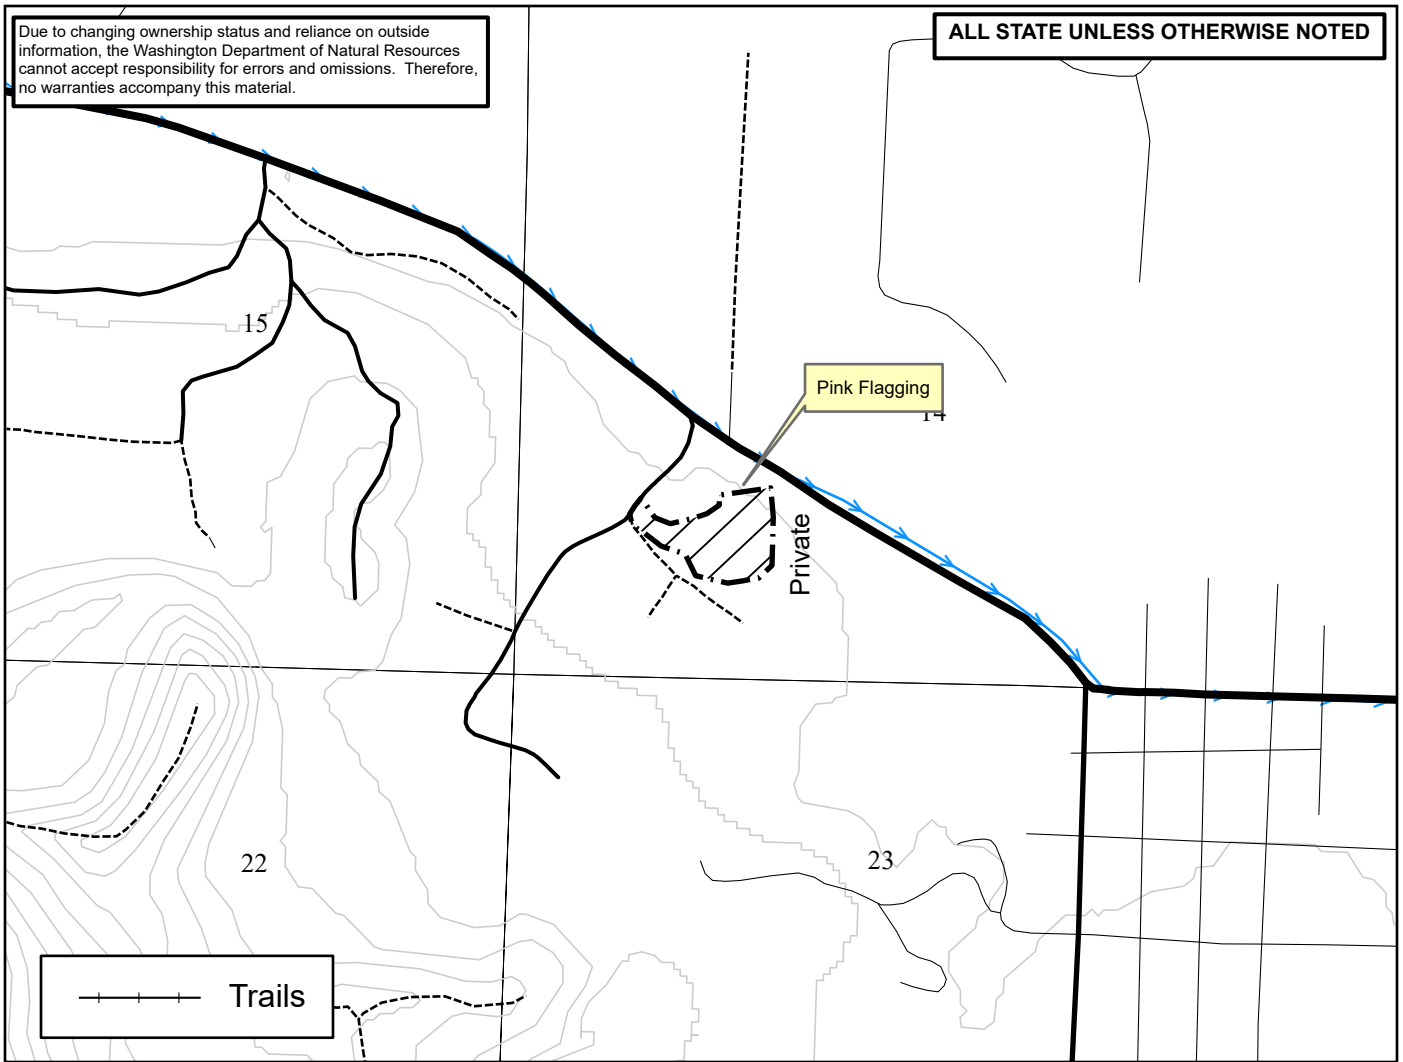 Due to changing ownership status and reliance on outside
information, the Washington Department of Natural Resources
cannot accept responsibility for errors and omissions.  Therefore,
no warranties accompany this material.
ALL STATE UNLESS OTHERWISE NOTED
15
Pink Flagging
14
Private
22
23
Trails